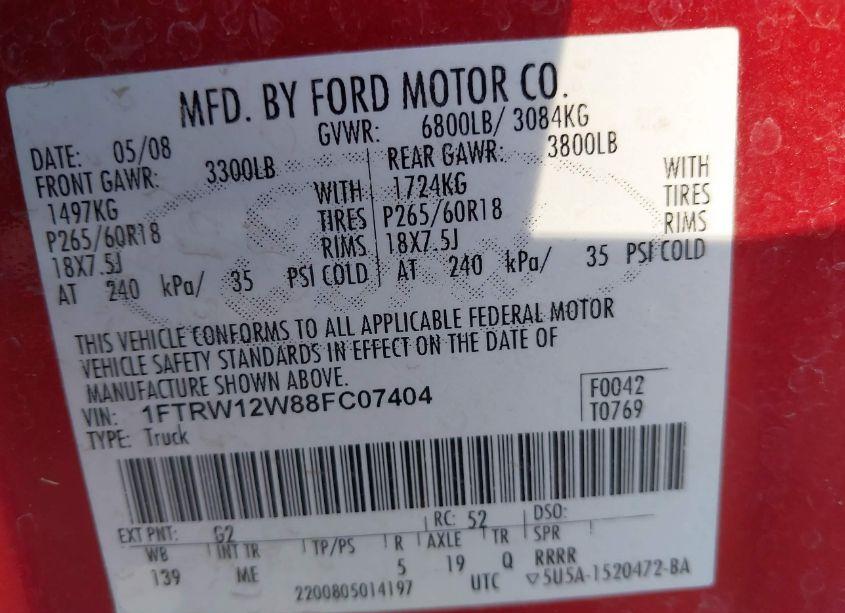 MFD. BY FORD MOTOR CO.
DATE: 05/08 GVWR: 6800LB/ 3084KG
FRONT GAWR: 3300LB REAR GAWR: 3800LB
1497KG WITH 1724KG WITH
P265/60R18 TIRES P265/60R18 TIRES
18X7.5J RIMS 18X7.5J RIMS
AT 240 kPa/ 35 PSI COLD AT 240 kPa/ 35 PSI COLD
THIS VEHICLE CONFORMS TO ALL APPLICABLE FEDERAL MOTOR
VEHICLE SAFETY STANDARDS IN EFFECT ON THE DATE OF
MANUFACTURE SHOWN ABOVE.
VIN: 1FTRW12W88FC07404 F0042
TYPE: Truck T0769
EXT PNT: G2 RC: 52 DSO:
WB INT TR TP/PS R AXLE TR SPR
139 ME 5 19 Q RRRR
2200805014197 UTC ▽5U5A-1520472-BA